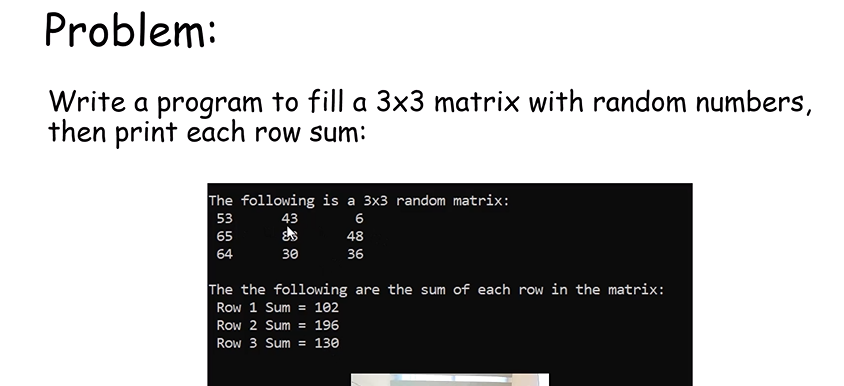 Problem:
Write a program to fill a 3x3 matrix with random numbers,
then print each row sum:
The following is a 3x3 random matrix:
53 43 6
65 48
64 30 36
The the following are the sum of each row in the matrix:
Row 1 Sum = 102
Row 2 Sum = 196
Row 3 Sum = 130